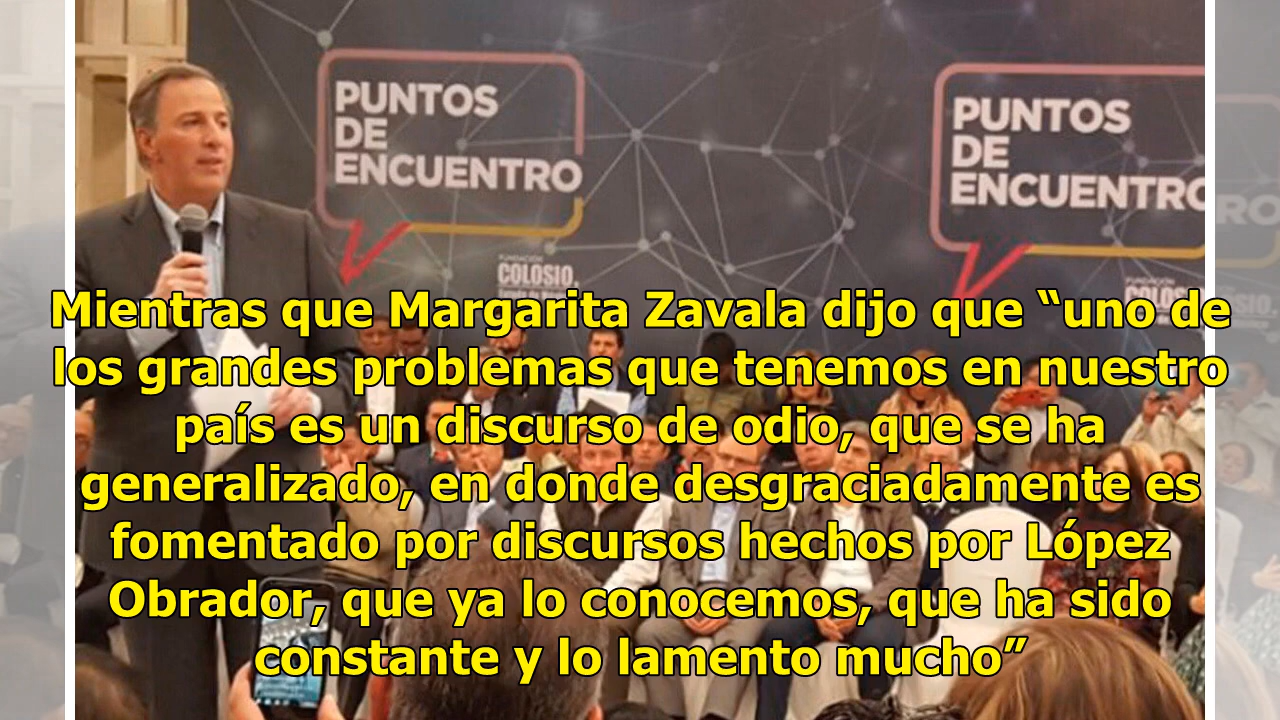 PUNTOS
DE
ENCUENTRO
PUNTOS
DE
ENCUENTRO
FUNDACIÓN
COLOSIO
Mientras que Margarita Zavala dijo que “uno de
los grandes problemas que tenemos en nuestro
país es un discurso de odio, que se ha
generalizado, en donde desgraciadamente es
fomentado por discursos hechos por López
Obrador, que ya lo conocemos, que ha sido
constante y lo lamento mucho”